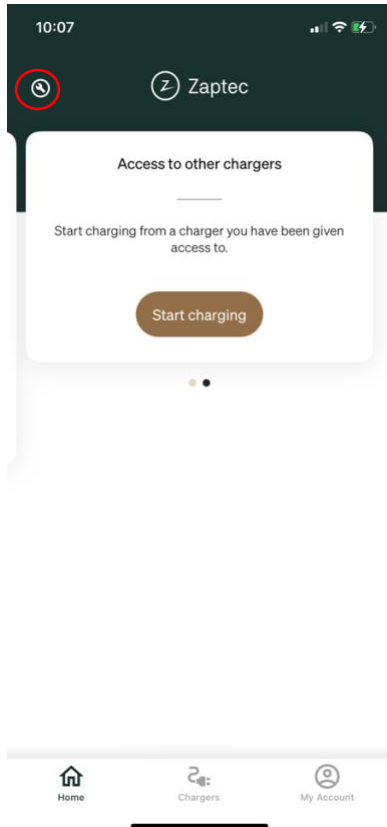 10:07
Zaptec
Access to other chargers
Start charging from a charger you have been given
access to.
Start charging
Home
Chargers
My Account